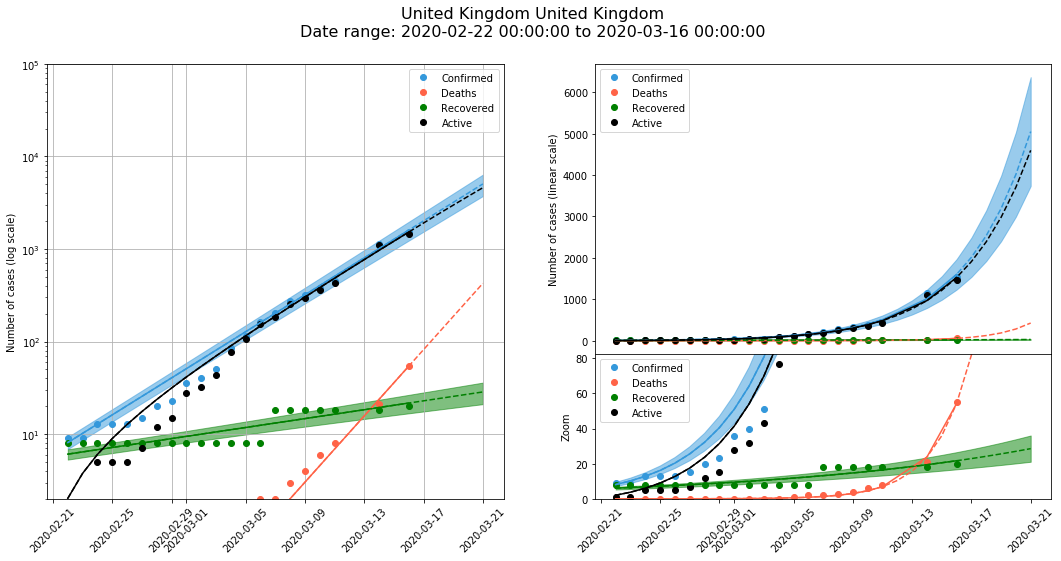 United Kingdom United Kingdom
Date range: 2020-02-22 00:00:00 to 2020-03-16 00:00:00
Number of cases (log scale)
10^5
10^4
10^3
10^2
10^1
Confirmed
Deaths
Recovered
Active
2020-02-21
2020-02-25
2020-02-29
2020-03-01
2020-03-05
2020-03-09
2020-03-13
2020-03-17
2020-03-21
Number of cases (linear scale)
6000
5000
4000
3000
2000
1000
0
Confirmed
Deaths
Recovered
Active
Zoom
80
60
40
20
0
Confirmed
Deaths
Recovered
Active
2020-02-21
2020-02-25
2020-02-29
2020-03-01
2020-03-05
2020-03-09
2020-03-13
2020-03-17
2020-03-21